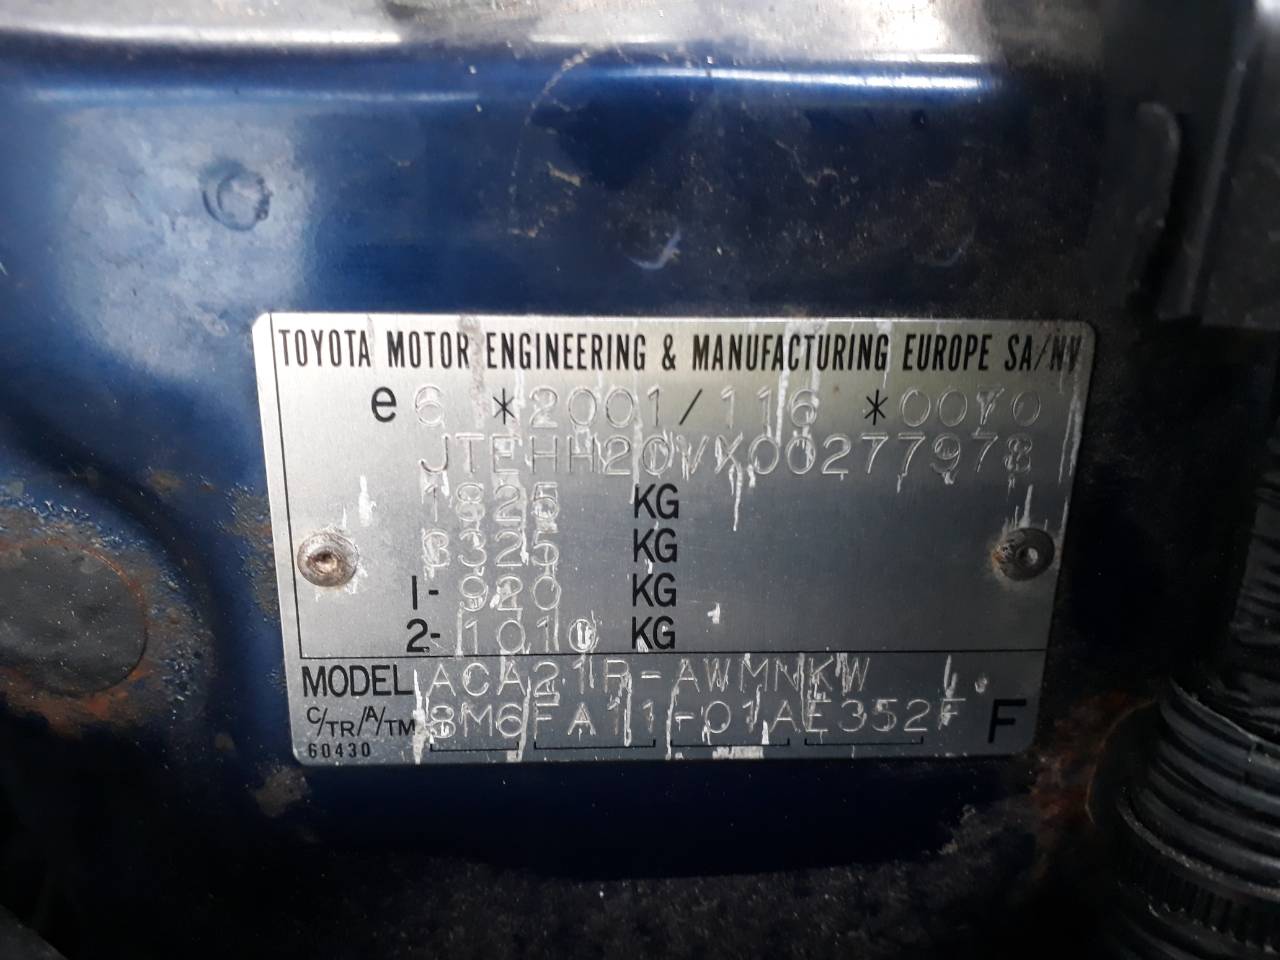 TOYOTA MOTOR ENGINEERING & MANUFACTURING EUROPE SA/NV
e6 *2001/116 *0070
JTEHH20VX00277978
1825 KG
3325 KG
1- 920 KG
2- 1010 KG
MODEL ACA21R-AWMNKW
C/TR/A/TM 8M6 FA11-01A E352F F
60430